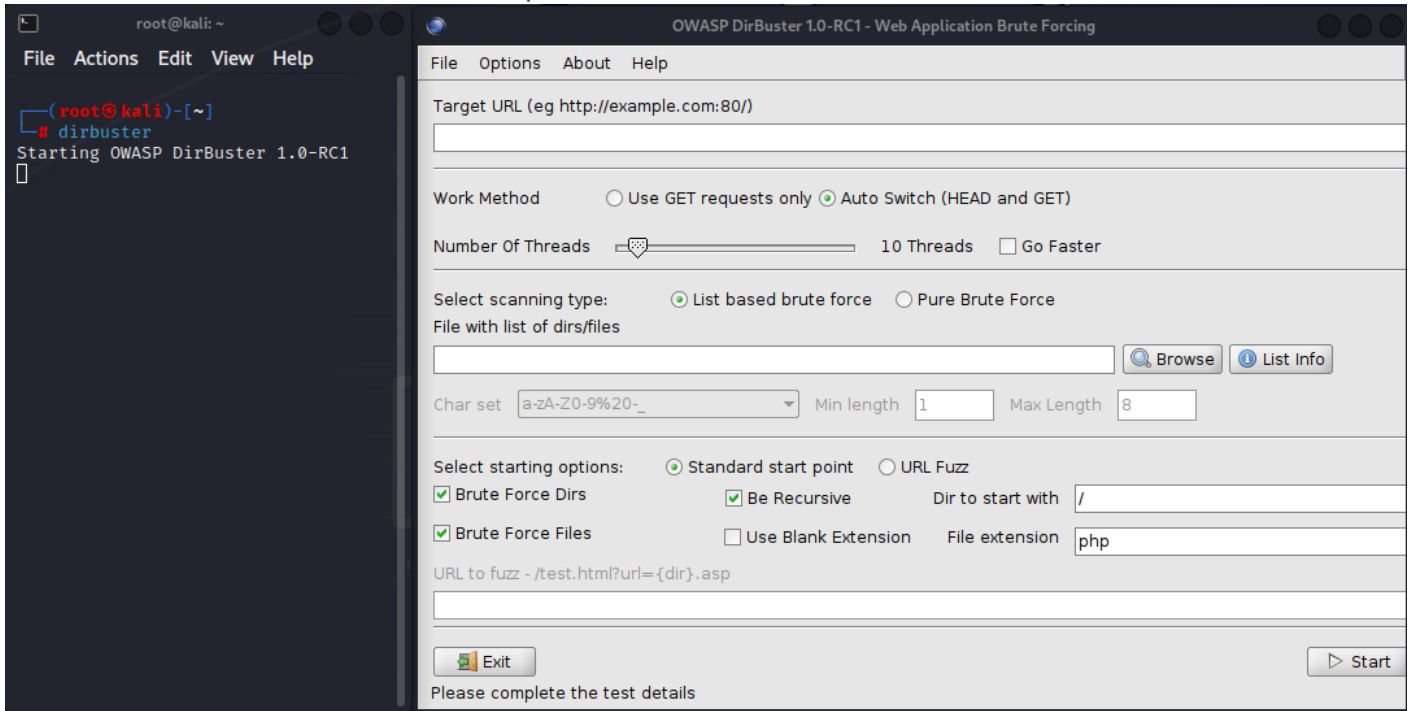 root@kali: ~
File Actions Edit View Help
(root㉿kali)-[~]
# dirbuster
Starting OWASP DirBuster 1.0-RC1
OWASP DirBuster 1.0-RC1 - Web Application Brute Forcing
File Options About Help
Target URL (eg http://example.com:80/)
Work Method Use GET requests only Auto Switch (HEAD and GET)
Number Of Threads 10 Threads Go Faster
Select scanning type: List based brute force Pure Brute Force
File with list of dirs/files
Browse List Info
Char set a-zA-Z0-9%20-_ Min length 1 Max Length 8
Select starting options: Standard start point URL Fuzz
Brute Force Dirs Be Recursive Dir to start with /
Brute Force Files Use Blank Extension File extension php
URL to fuzz - /test.html?url={dir}.asp
Exit Start
Please complete the test details